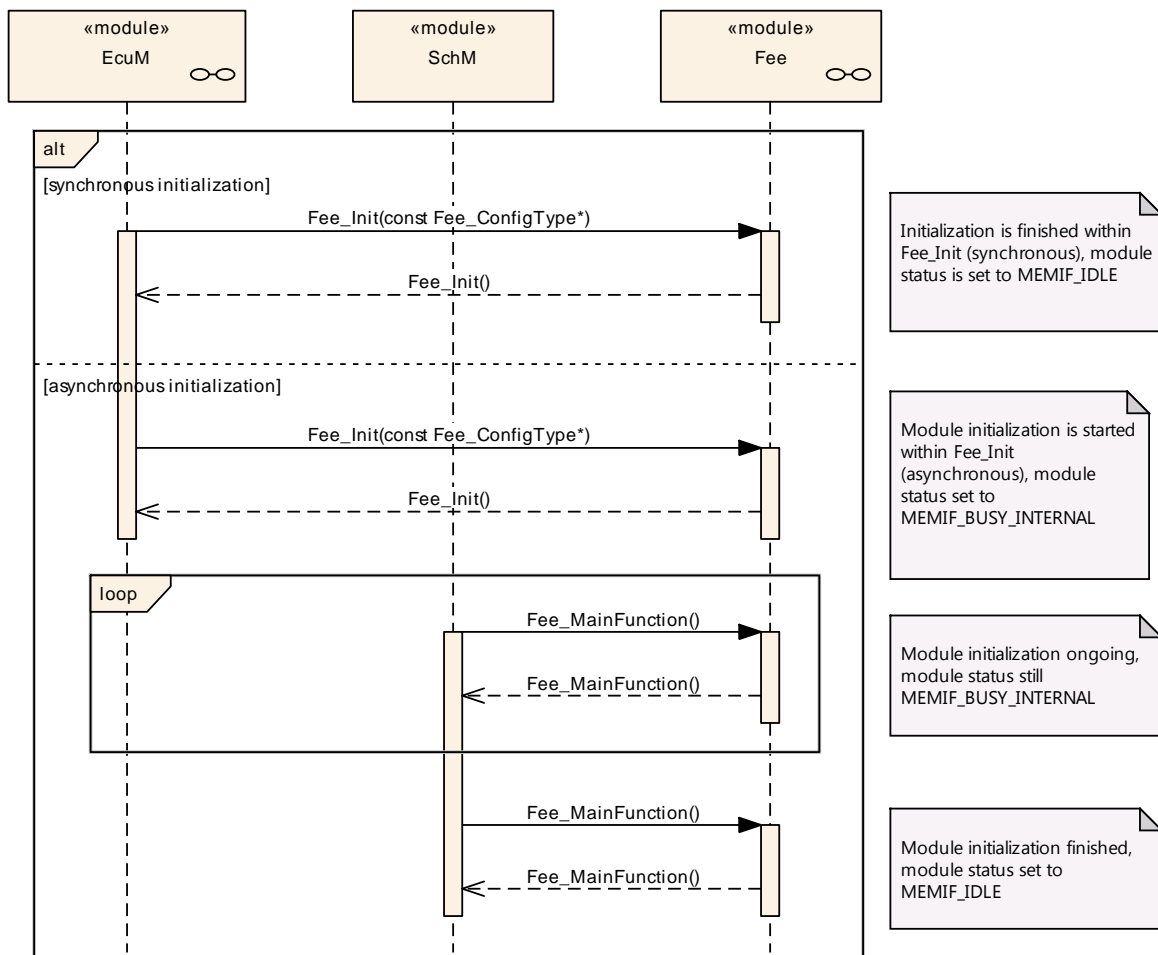 «module»
EcuM
«module»
SchM
«module»
Fee
alt
[synchronous initialization]
Fee_Init(const Fee_ConfigType*)
Fee_Init()
Initialization is finished within
Fee_Init (synchronous), module
status is set to MEMIF_IDLE
[asynchronous initialization]
Fee_Init(const Fee_ConfigType*)
Fee_Init()
Module initialization is started
within Fee_Init
(asynchronous), module
status set to
MEMIF_BUSY_INTERNAL
loop
Fee_MainFunction()
Fee_MainFunction()
Module initialization ongoing,
module status still
MEMIF_BUSY_INTERNAL
Fee_MainFunction()
Fee_MainFunction()
Module initialization finished,
module status set to
MEMIF_IDLE